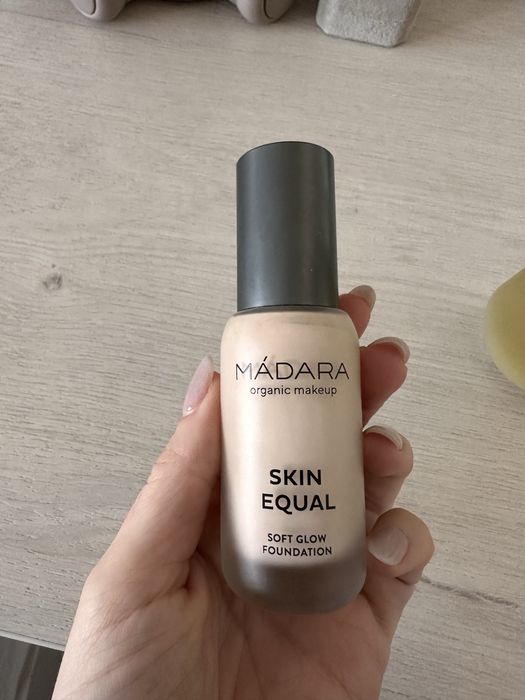 MÁDARA
organic makeup
SKIN
EQUAL
SOFT GLOW
FOUNDATION